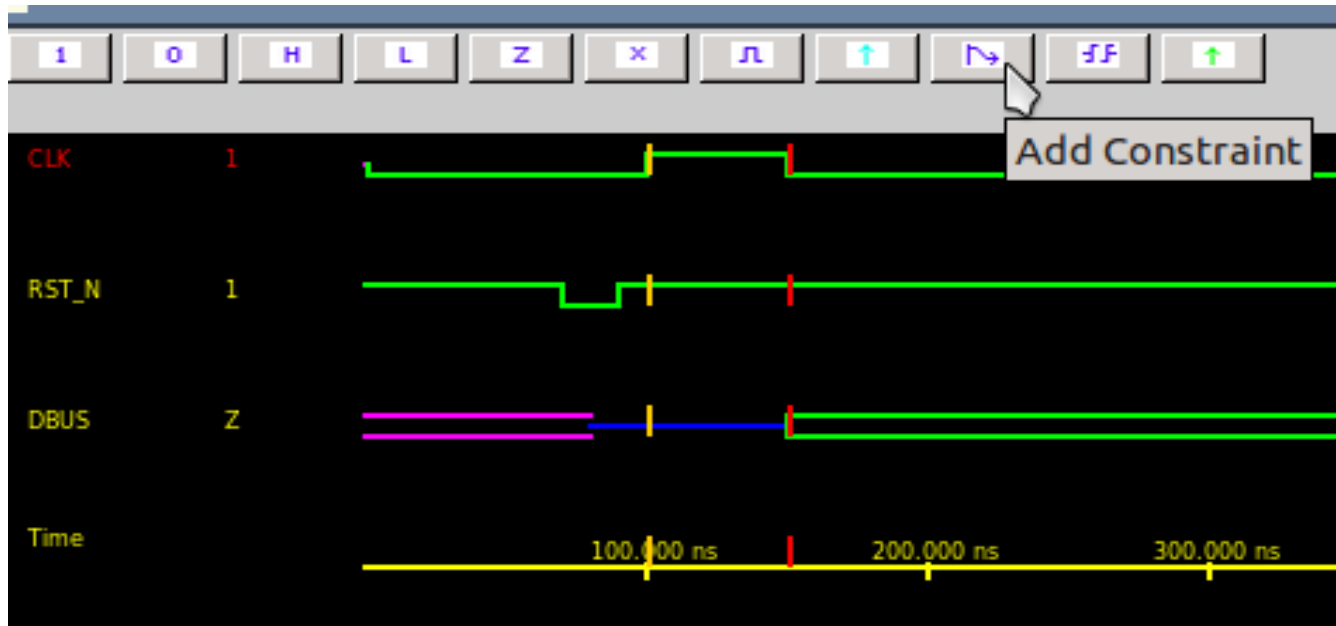 1 0 H L Z X
Add Constraint
CLK 1
RST_N 1
DBUS Z
Time
100.000 ns 200.000 ns 300.000 ns